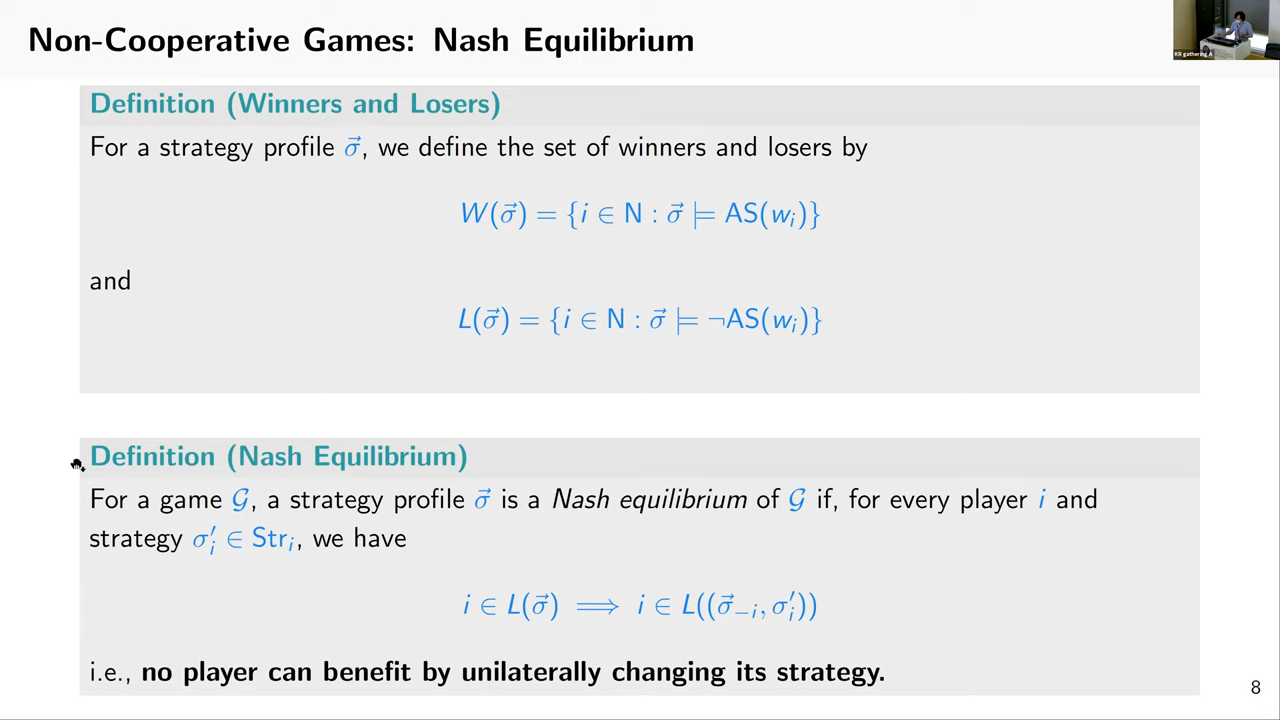 Non-Cooperative Games: Nash Equilibrium
KR gathering A
Definition (Winners and Losers)
For a strategy profile σ⃗, we define the set of winners and losers by
W(σ⃗) = {i ∈ N : σ⃗ ⊨ AS(wᵢ)}
and
L(σ⃗) = {i ∈ N : σ⃗ ⊨ ¬AS(wᵢ)}
Definition (Nash Equilibrium)
For a game 𝒢, a strategy profile σ⃗ is a Nash equilibrium of 𝒢 if, for every player i and
strategy σ′ᵢ ∈ Strᵢ, we have
i ∈ L(σ⃗) ⟹ i ∈ L((σ⃗₋ᵢ, σ′ᵢ))
i.e., no player can benefit by unilaterally changing its strategy.
8